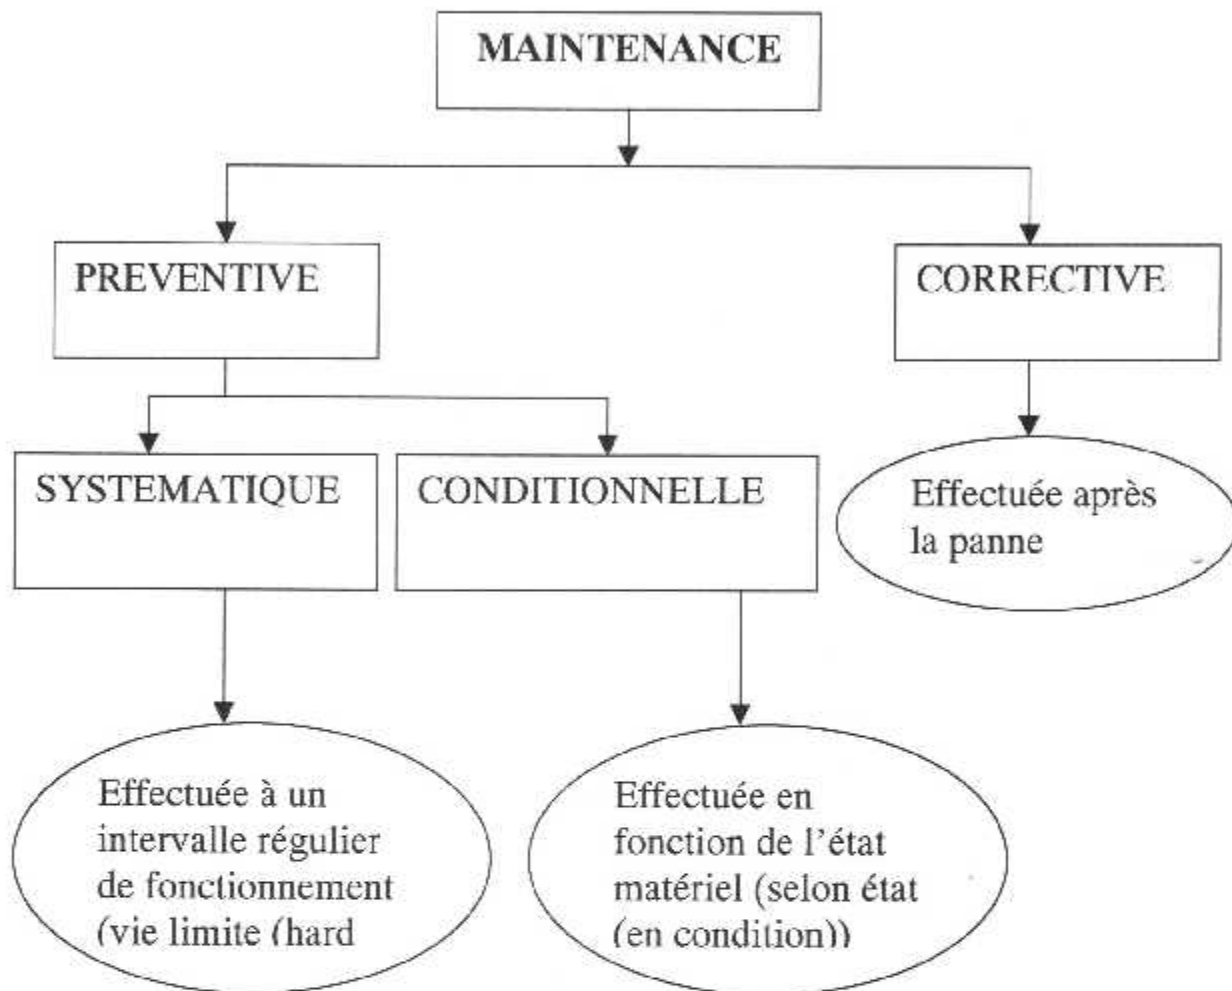 MAINTENANCE
PREVENTIVE
CORRECTIVE
SYSTEMATIQUE
CONDITIONNELLE
Effectuée après
la panne
Effectuée à un
intervalle régulier
de fonctionnement
(vie limite (hard
Effectuée en
fonction de l'état
matériel (selon état
(en condition))